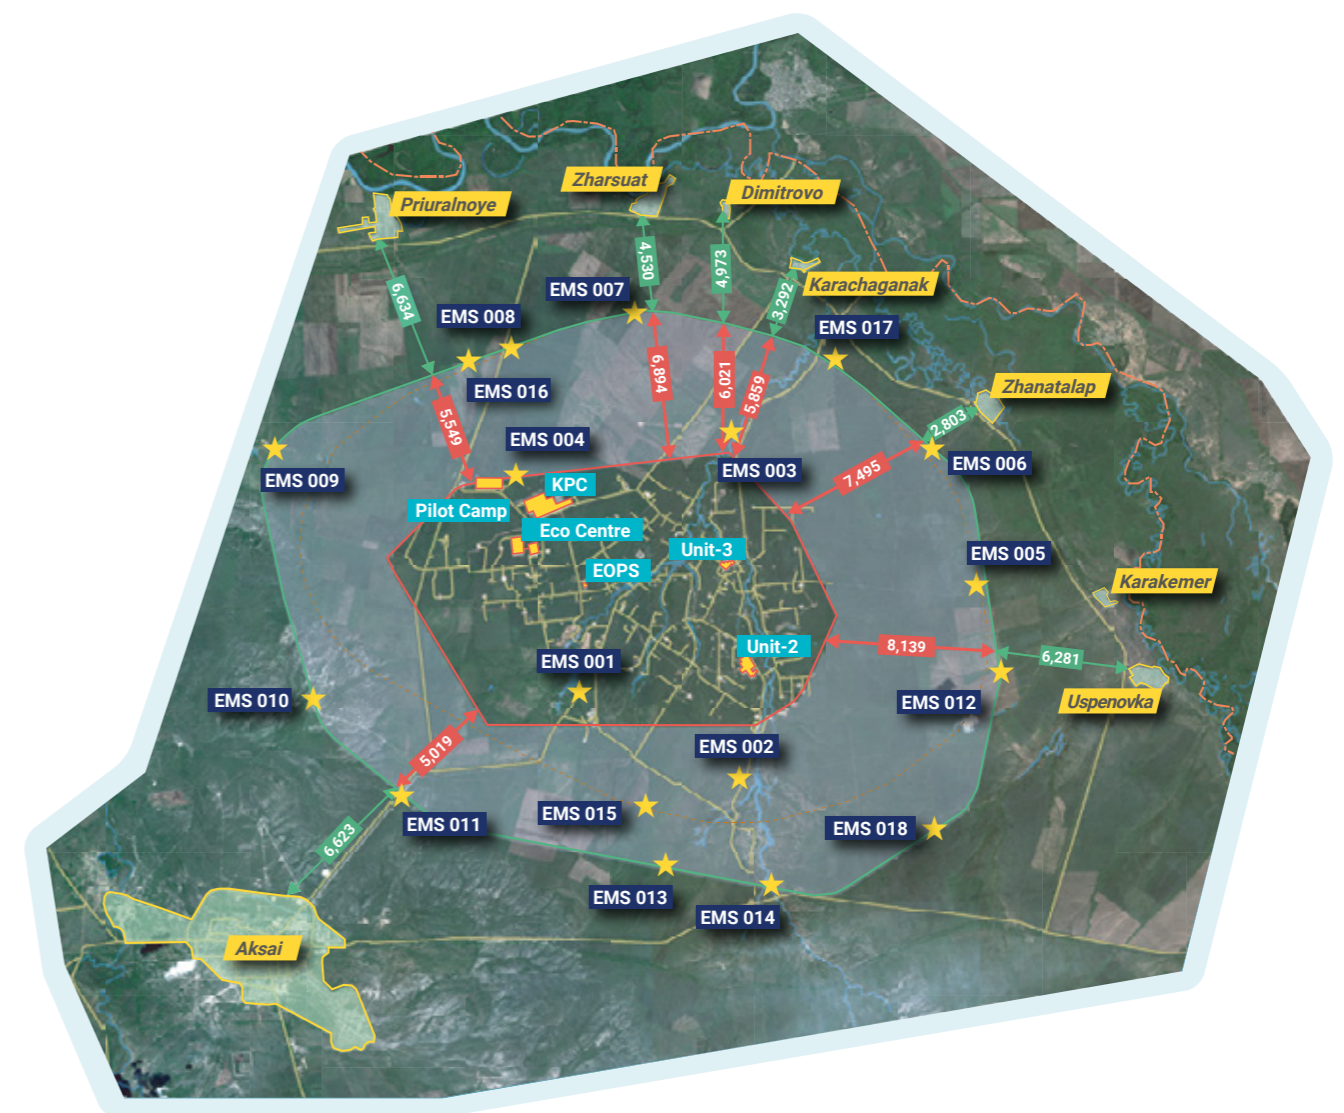 Zharsuat
Dimitrovo
Priuralnoye
4,530
4,973
Karachaganak
6,634
3,292
EMS 007
EMS 008
EMS 017
6,894
6,021
5,859
EMS 016
Zhanatalap
5,549
2,803
EMS 004
EMS 009
EMS 003
7,495
EMS 006
KPC
Pilot Camp
Eco Centre
Unit-3
EMS 005
EOPS
Karakemer
Unit-2
8,139
6,281
EMS 001
EMS 010
EMS 012
Uspenovka
5,019
EMS 002
EMS 015
EMS 011
EMS 018
6,623
EMS 013
EMS 014
Aksai